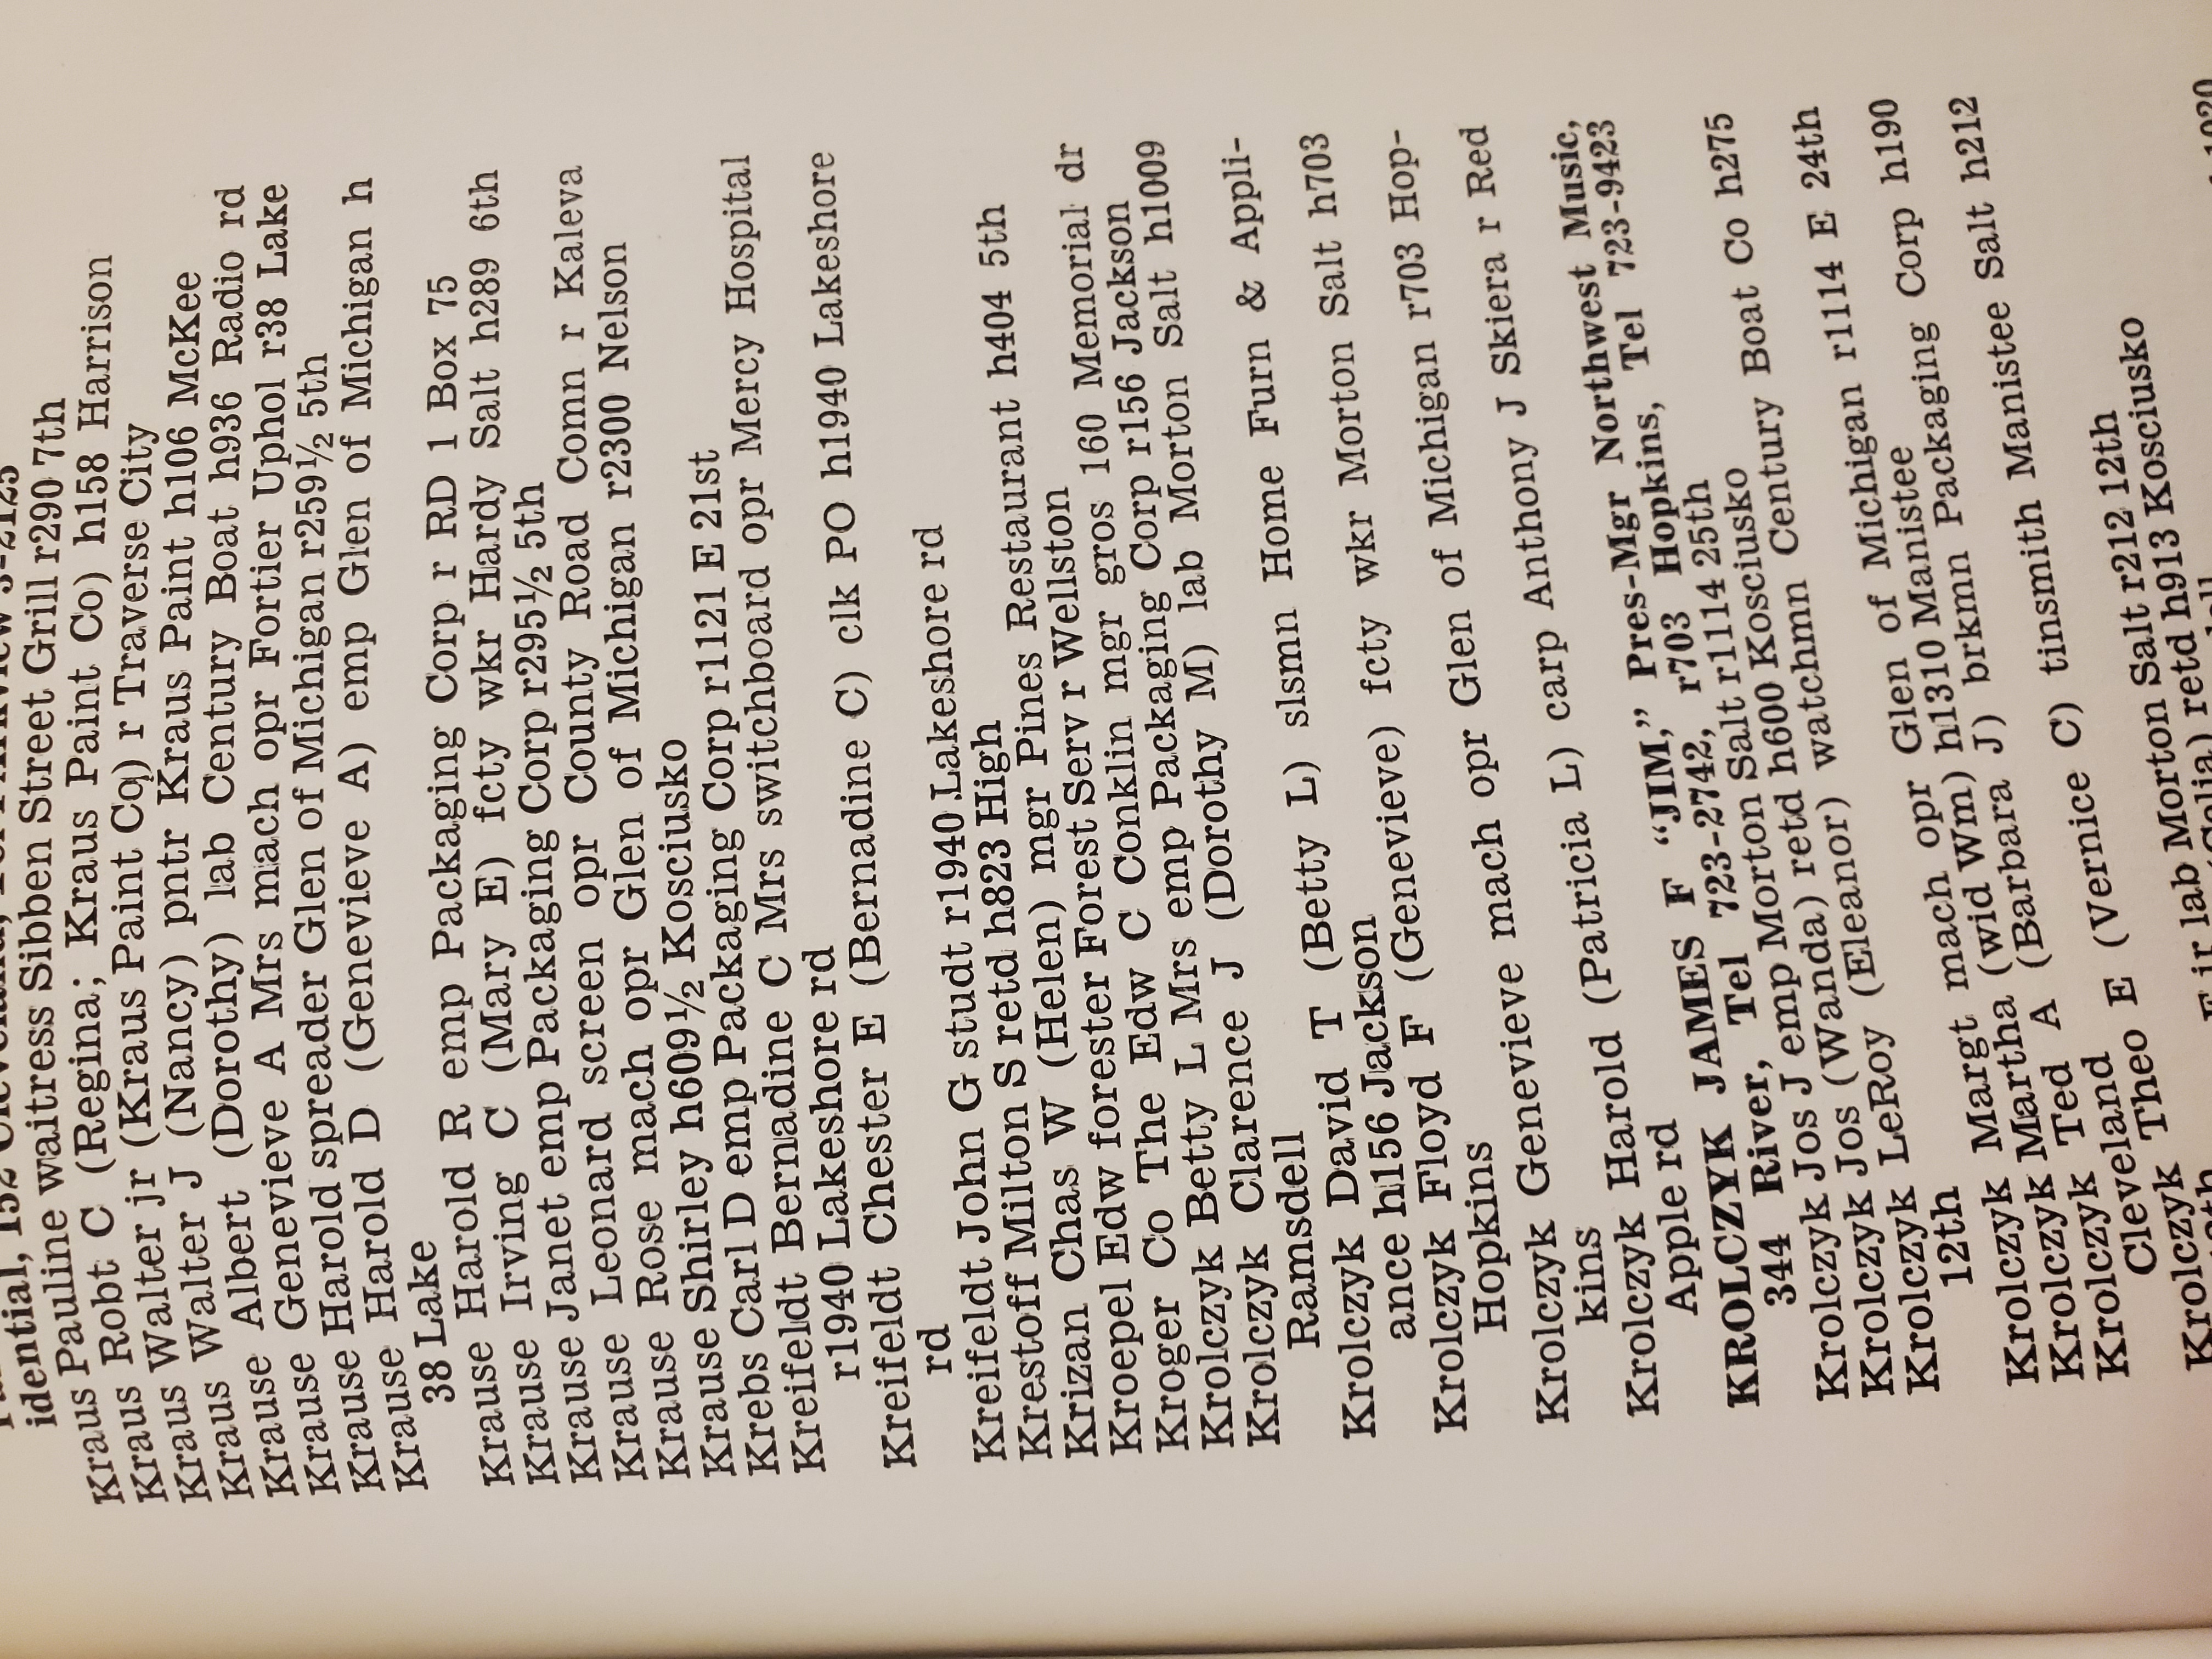 idential, 152
Kraus Pauline waitress Sibben Street Grill r290 7th
Kraus Robt C (Regina; Kraus Paint Co) h158 Harrison
Kraus Walter jr (Kraus Paint Co) r Traverse City
Kraus Walter J (Nancy) pntr Kraus Paint h106 McKee
Krause Albert (Dorothy) lab Century Boat h936 Radio rd
Krause Genevieve A Mrs mach opr Fortier Uphol r38 Lake
Krause Harold spreader Glen of Michigan r259½ 5th
Krause Harold D (Genevieve A) emp Glen of Michigan h
38 Lake
Krause Harold R emp Packaging Corp r RD 1 Box 75
Krause Irving C (Mary E) fcty wkr Hardy Salt h289 6th
Krause Janet emp Packaging Corp r295½ 5th
Krause Leonard screen opr County Road Comn r Kaleva
Krause Rose mach opr Glen of Michigan r2300 Nelson
Krause Shirley h609½ Kosciusko
Krebs Carl D emp Packaging Corp r1121 E 21st
Kreifeldt Bernadine C Mrs switchboard opr Mercy Hospital
r1940 Lakeshore rd
Kreifeldt Chester E (Bernadine C) clk PO h1940 Lakeshore
rd
Kreifeldt John G studt r1940 Lakeshore rd
Krestoff Milton S retd h823 High
Krizan Chas W (Helen) mgr Pines Restaurant h404 5th
Kroepel Edw forester Forest Serv r Wellston
Kroger Co The Edw C Conklin mgr gros 160 Memorial dr
Krolczyk Betty L Mrs emp Packaging Corp r156 Jackson
Krolczyk Clarence J (Dorothy M) lab Morton Salt h1009
Ramsdell
Krolczyk David T (Betty L) slsmn Home Furn & Appli-
ance h156 Jackson
Krolczyk Floyd F (Genevieve) fcty wkr Morton Salt h703
Hopkins
Krolczyk Genevieve mach opr Glen of Michigan r703 Hop-
kins
Krolczyk Harold (Patricia L) carp Anthony J Skiera r Red
Apple rd
KROLCZYK JAMES F “JIM,” Pres-Mgr Northwest Music,
344 River, Tel 723-2742, r703 Hopkins, Tel 723-9423
Krolczyk Jos J emp Morton Salt r1114 25th
Krolczyk Jos (Wanda) retd h600 Kosciusko
Krolczyk LeRoy (Eleanor) watchmn Century Boat Co h275
12th
Krolczyk Margt mach opr Glen of Michigan r1114 E 24th
Krolczyk Martha (wid Wm) h1310 Manistee
Krolczyk Ted A (Barbara J) brkmn Packaging Corp h190
Cleveland
Krolczyk Theo E (Vernice C) tinsmith Manistee Salt h212
12th
Krolczyk jr lab Morton Salt r212 12th
retd h913 Kosciusko